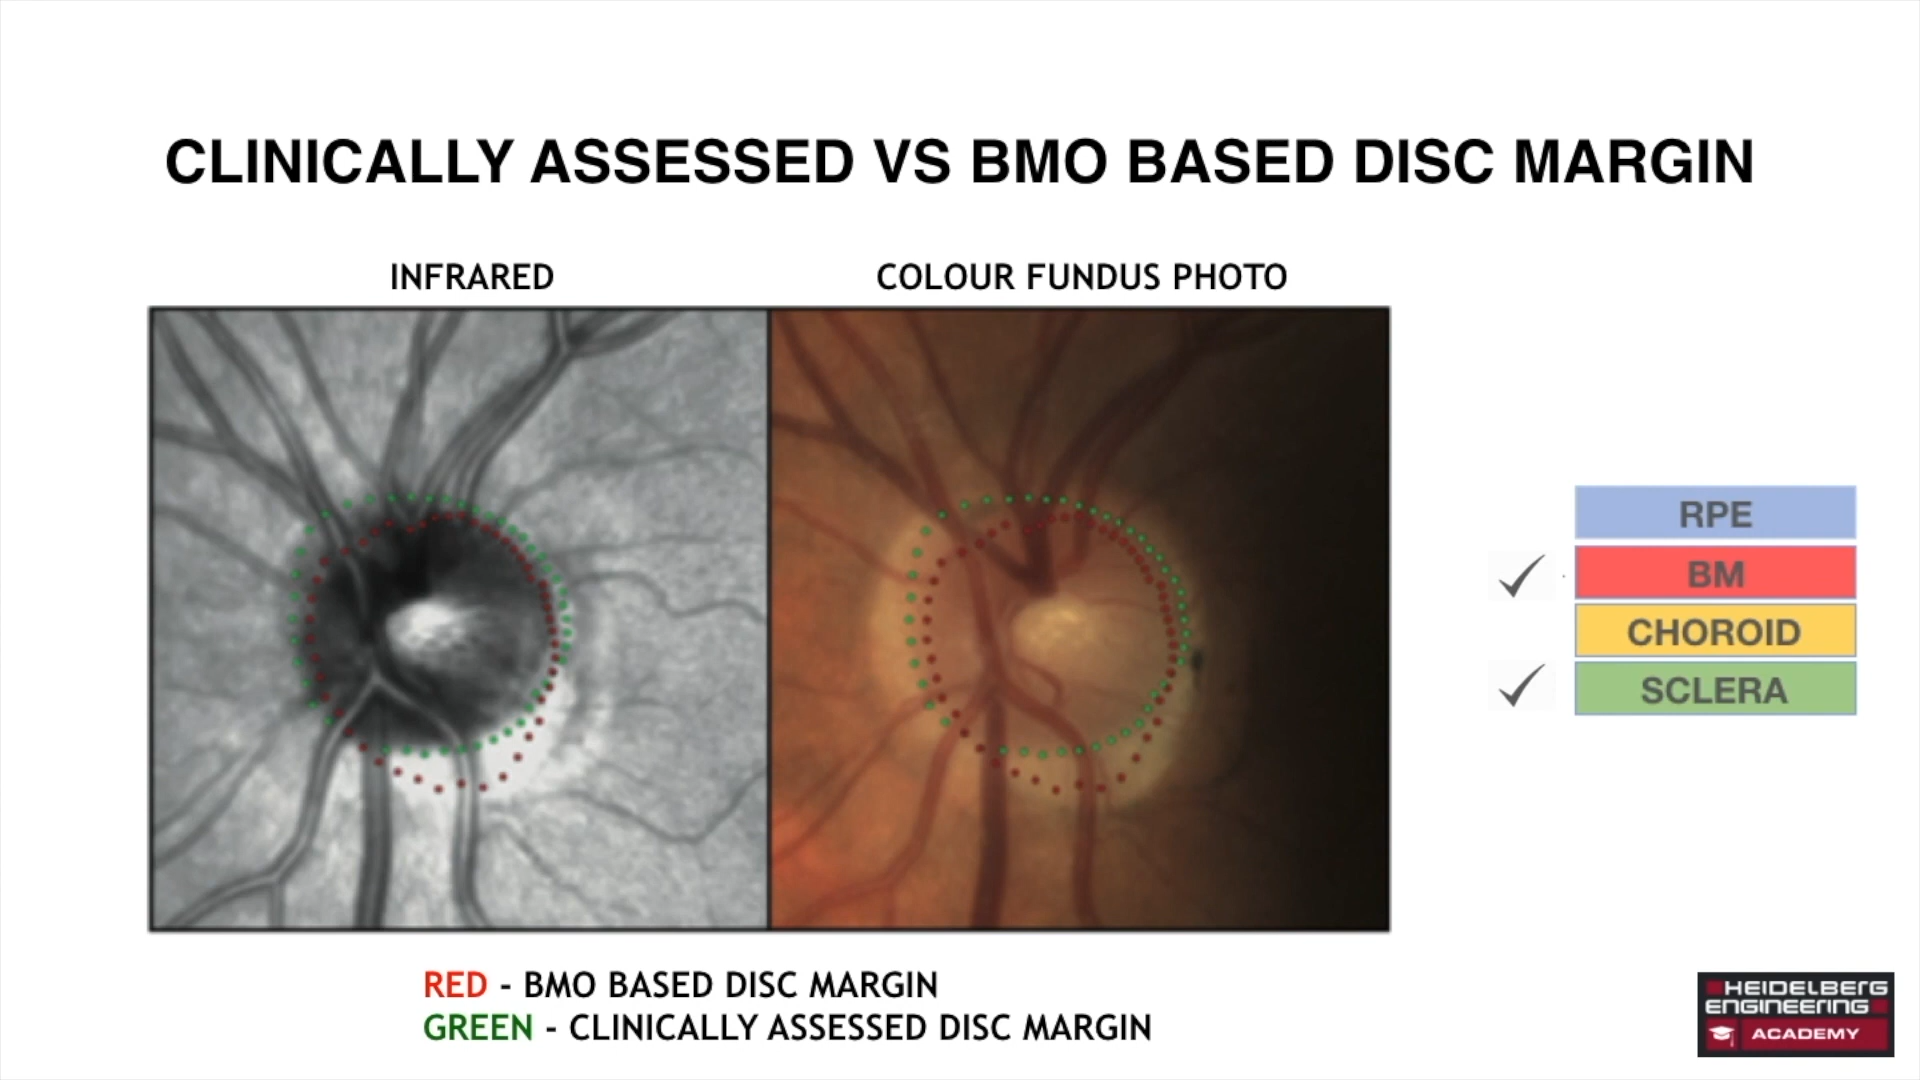 CLINICALLY ASSESSED VS BMO BASED DISC MARGIN
INFRARED
COLOUR FUNDUS PHOTO
RPE
BM
CHOROID
SCLERA
RED - BMO BASED DISC MARGIN
GREEN - CLINICALLY ASSESSED DISC MARGIN
HEIDELBERG
ENGINEERING
ACADEMY